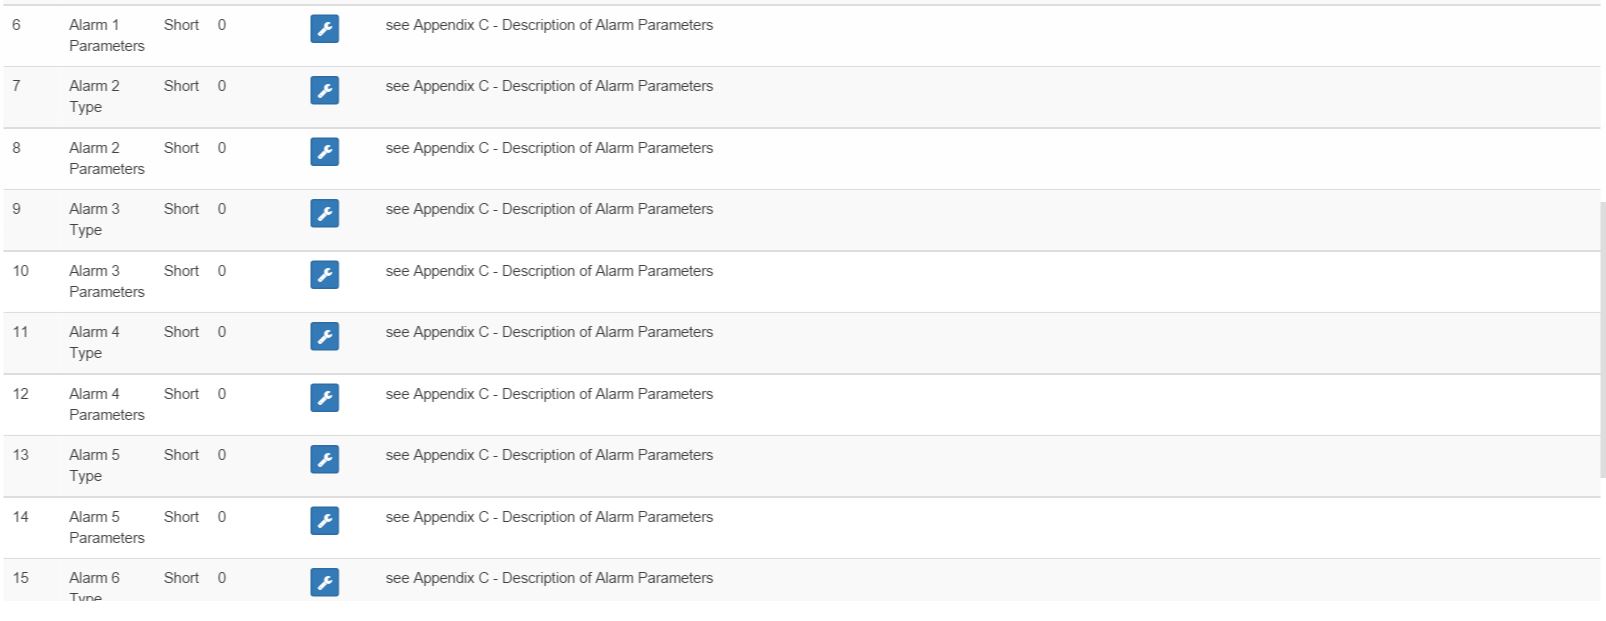 6 Alarm 1 Short 0 see Appendix C - Description of Alarm Parameters
Parameters
7 Alarm 2 Short 0 see Appendix C - Description of Alarm Parameters
Type
8 Alarm 2 Short 0 see Appendix C - Description of Alarm Parameters
Parameters
9 Alarm 3 Short 0 see Appendix C - Description of Alarm Parameters
Type
10 Alarm 3 Short 0 see Appendix C - Description of Alarm Parameters
Parameters
11 Alarm 4 Short 0 see Appendix C - Description of Alarm Parameters
Type
12 Alarm 4 Short 0 see Appendix C - Description of Alarm Parameters
Parameters
13 Alarm 5 Short 0 see Appendix C - Description of Alarm Parameters
Type
14 Alarm 5 Short 0 see Appendix C - Description of Alarm Parameters
Parameters
15 Alarm 6 Short 0 see Appendix C - Description of Alarm Parameters
Type